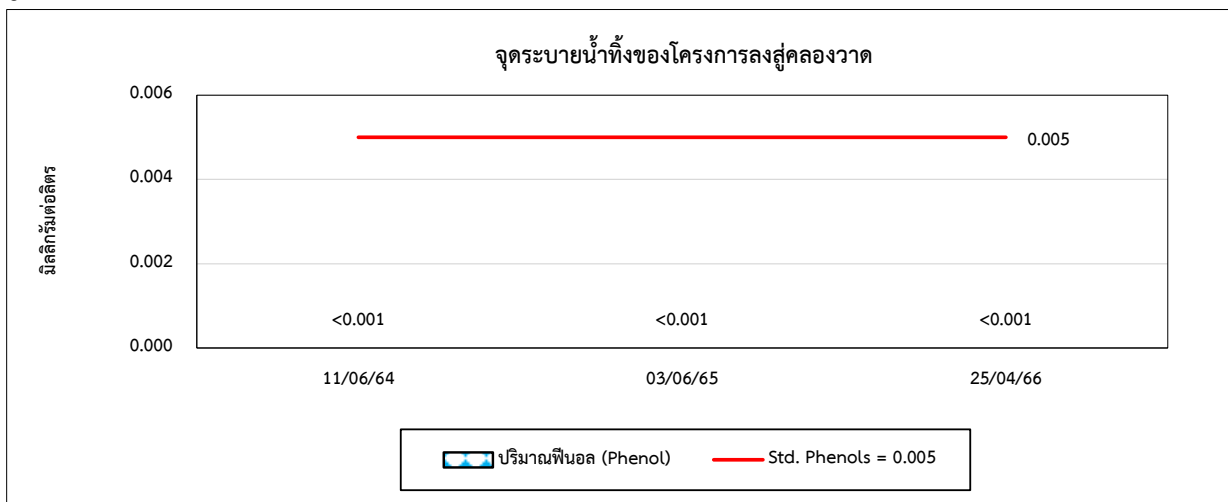 จุดระบายน้ำทิ้งของโครงการลงสู่คลองวาด
มิลลิกรัมต่อลิตร
0.006
0.005
0.004
0.002
<0.001 <0.001 <0.001
0.000
11/06/64 03/06/65 25/04/66
ปริมาณฟีนอล (Phenol) Std. Phenols = 0.005